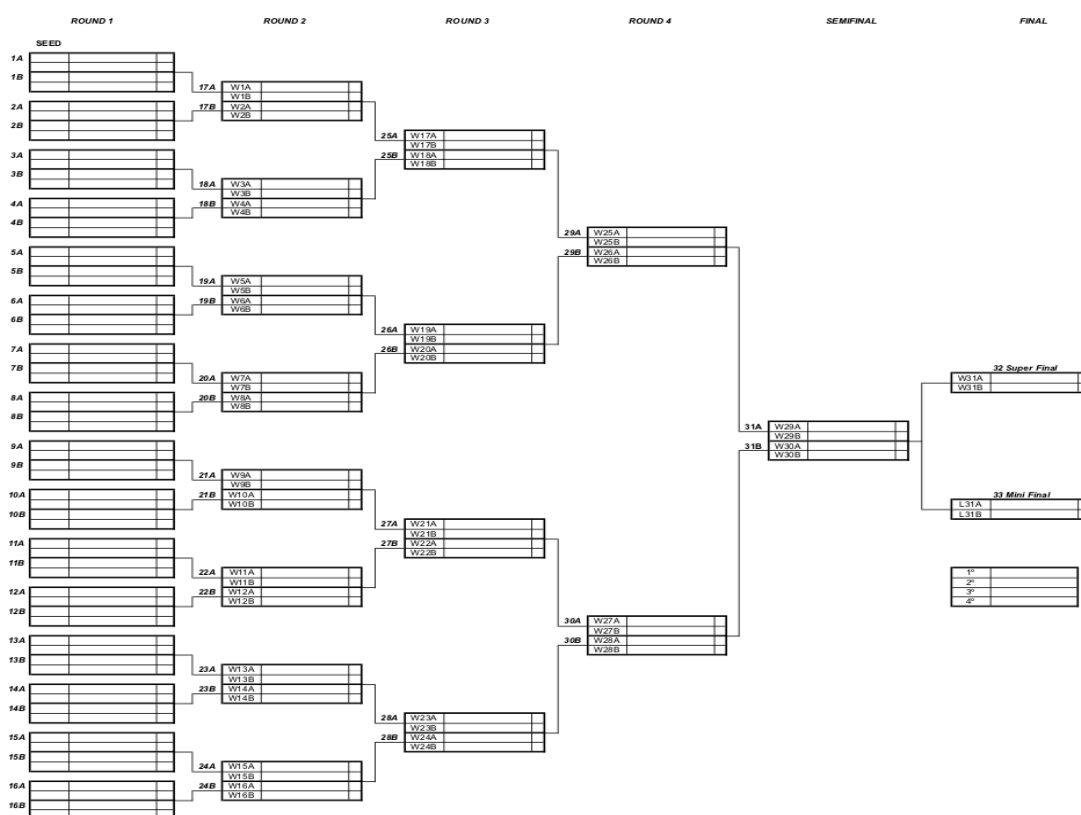 ROUND 1 ROUND 2 ROUND 3 ROUND 4 SEMIFINAL FINAL
SEED
1A
1B
2A
2B
3A
3B
4A
4B
5A
5B
6A
6B
7A
7B
8A
8B
9A
9B
10A
10B
11A
11B
12A
12B
13A
13B
14A
14B
15A
15B
16A
16B
17A W1A
W1B
17B W2A
W2B
18A W3A
W3B
18B W4A
W4B
19A W5A
W5B
19B W6A
W6B
20A W7A
W7B
20B W8A
W8B
21A W9A
W9B
21B W10A
W10B
22A W11A
W11B
22B W12A
W12B
23A W13A
W13B
23B W14A
W14B
24A W15A
W15B
24B W16A
W16B
25A W17A
W17B
25B W18A
W18B
26A W19A
W19B
26B W20A
W20B
27A W21A
W21B
27B W22A
W22B
28A W23A
W23B
28B W24A
W24B
29A W25A
W25B
29B W26A
W26B
30A W27A
W27B
30B W28A
W28B
31A W29A
W29B
31B W30A
W30B
32 Super Final
W31A
W31B
33 Mini Final
L31A
L31B
1º
2º
3º
4º